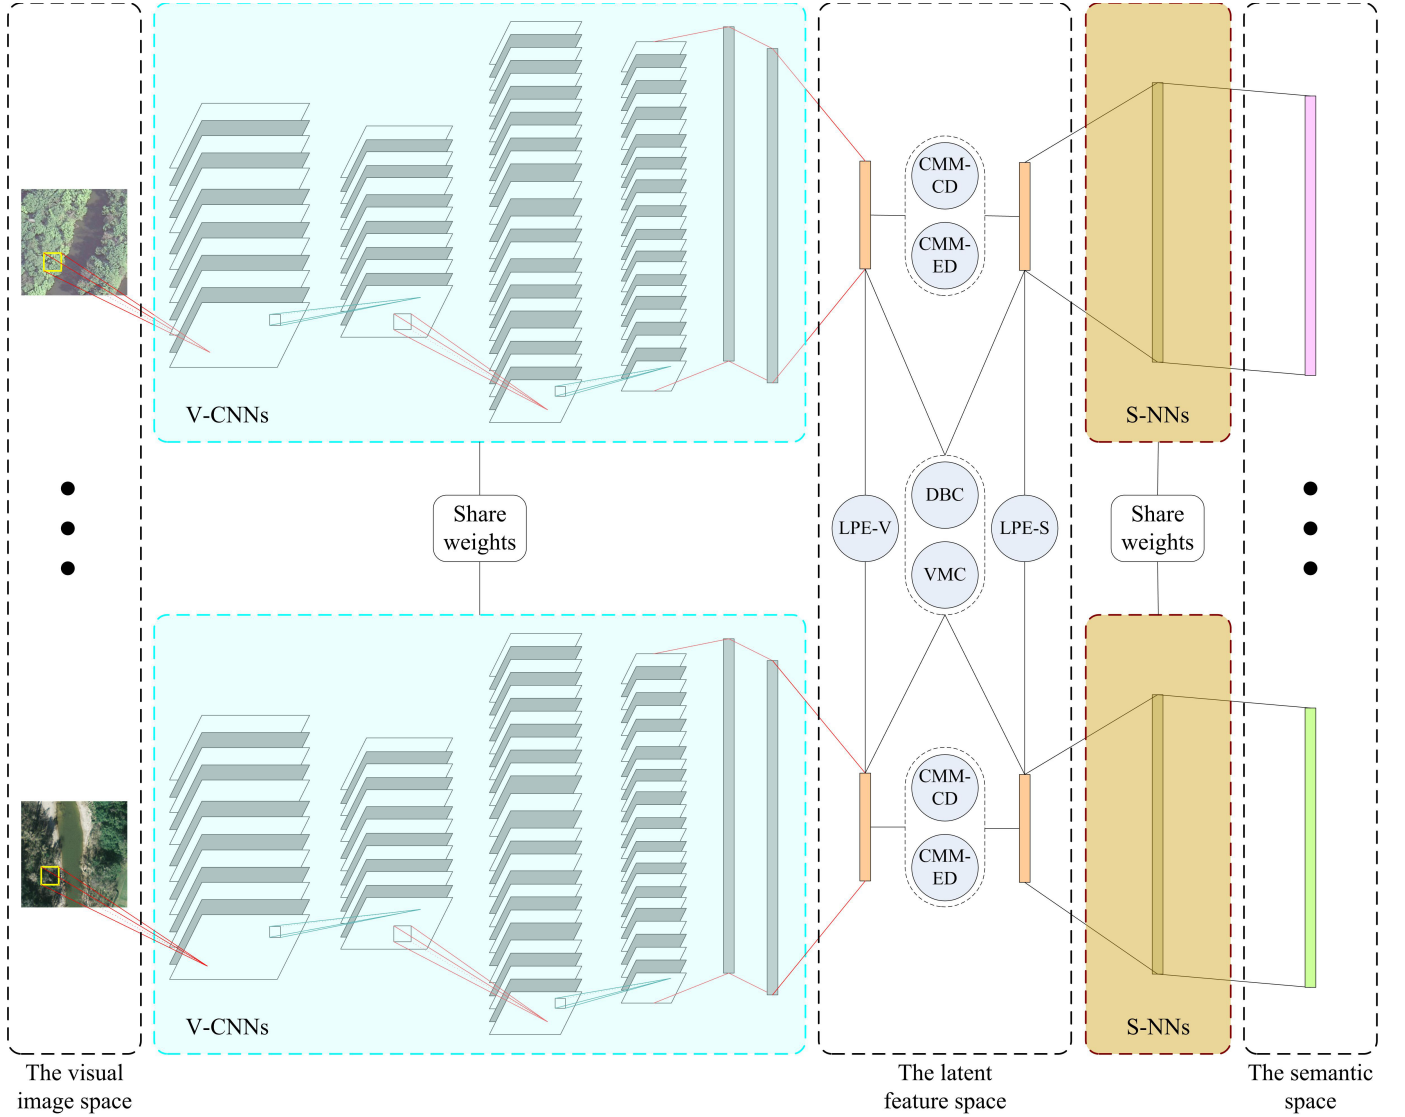 CMM-
CD
CMM-
ED
V-CNNs
S-NNs
Share
weights
LPE-V
DBC
VMC
LPE-S
Share
weights
CMM-
CD
CMM-
ED
V-CNNs
S-NNs
The visual
image space
The latent
feature space
The semantic
space